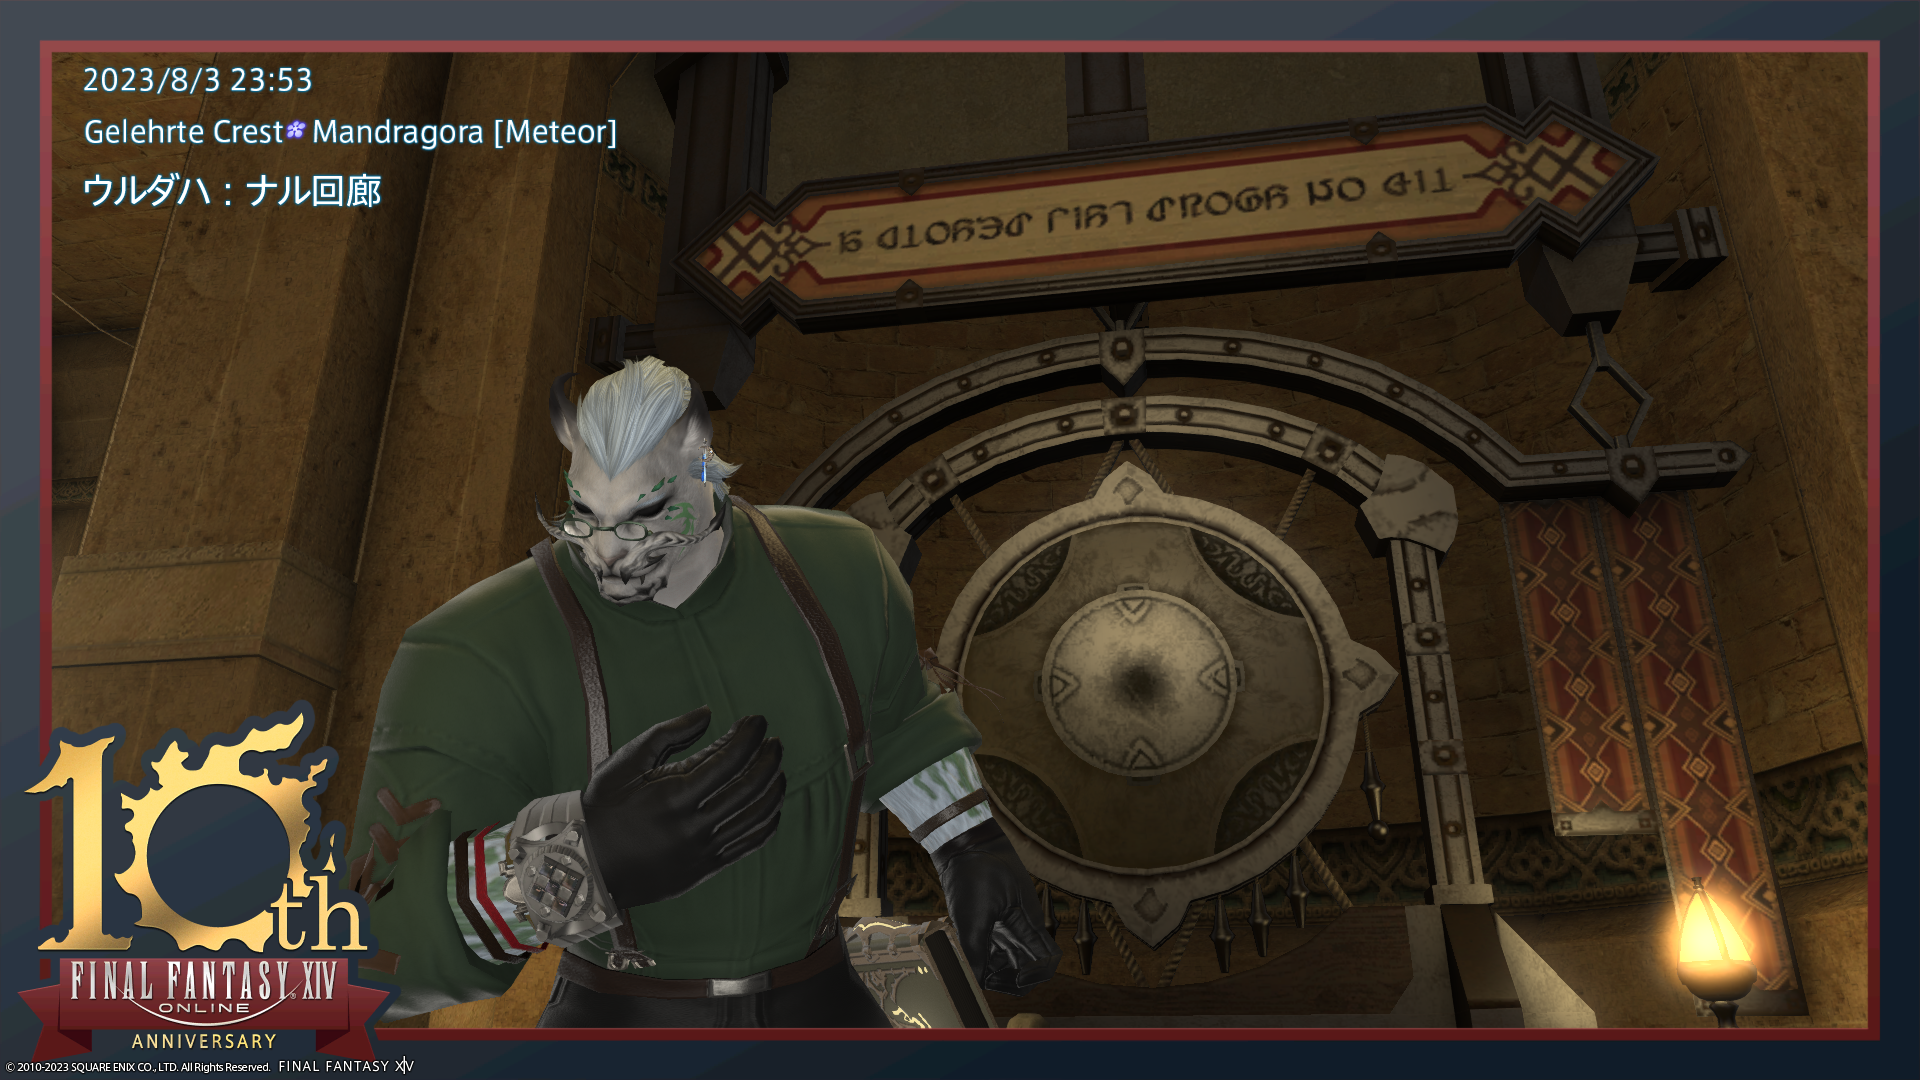 2023/8/3 23:53
Gelehrte Crest Mandragora [Meteor]
ウルダハ：ナル回廊
10th
FINAL FANTASY XIV
ONLINE
ANNIVERSARY
© 2010-2023 SQUARE ENIX CO., LTD. All Rights Reserved. FINAL FANTASY XIV